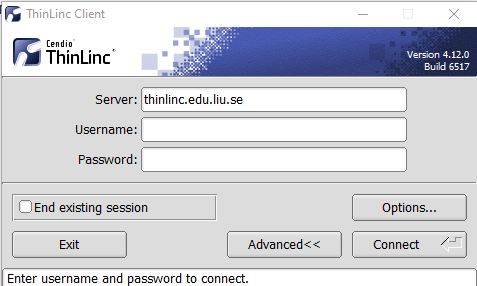 ThinLinc Client
Cendio®
ThinLinc®
Version 4.12.0
Build 6517
Server: thinlinc.edu.liu.se
Username:
Password:
End existing session
Options...
Exit
Advanced<<
Connect
Enter username and password to connect.